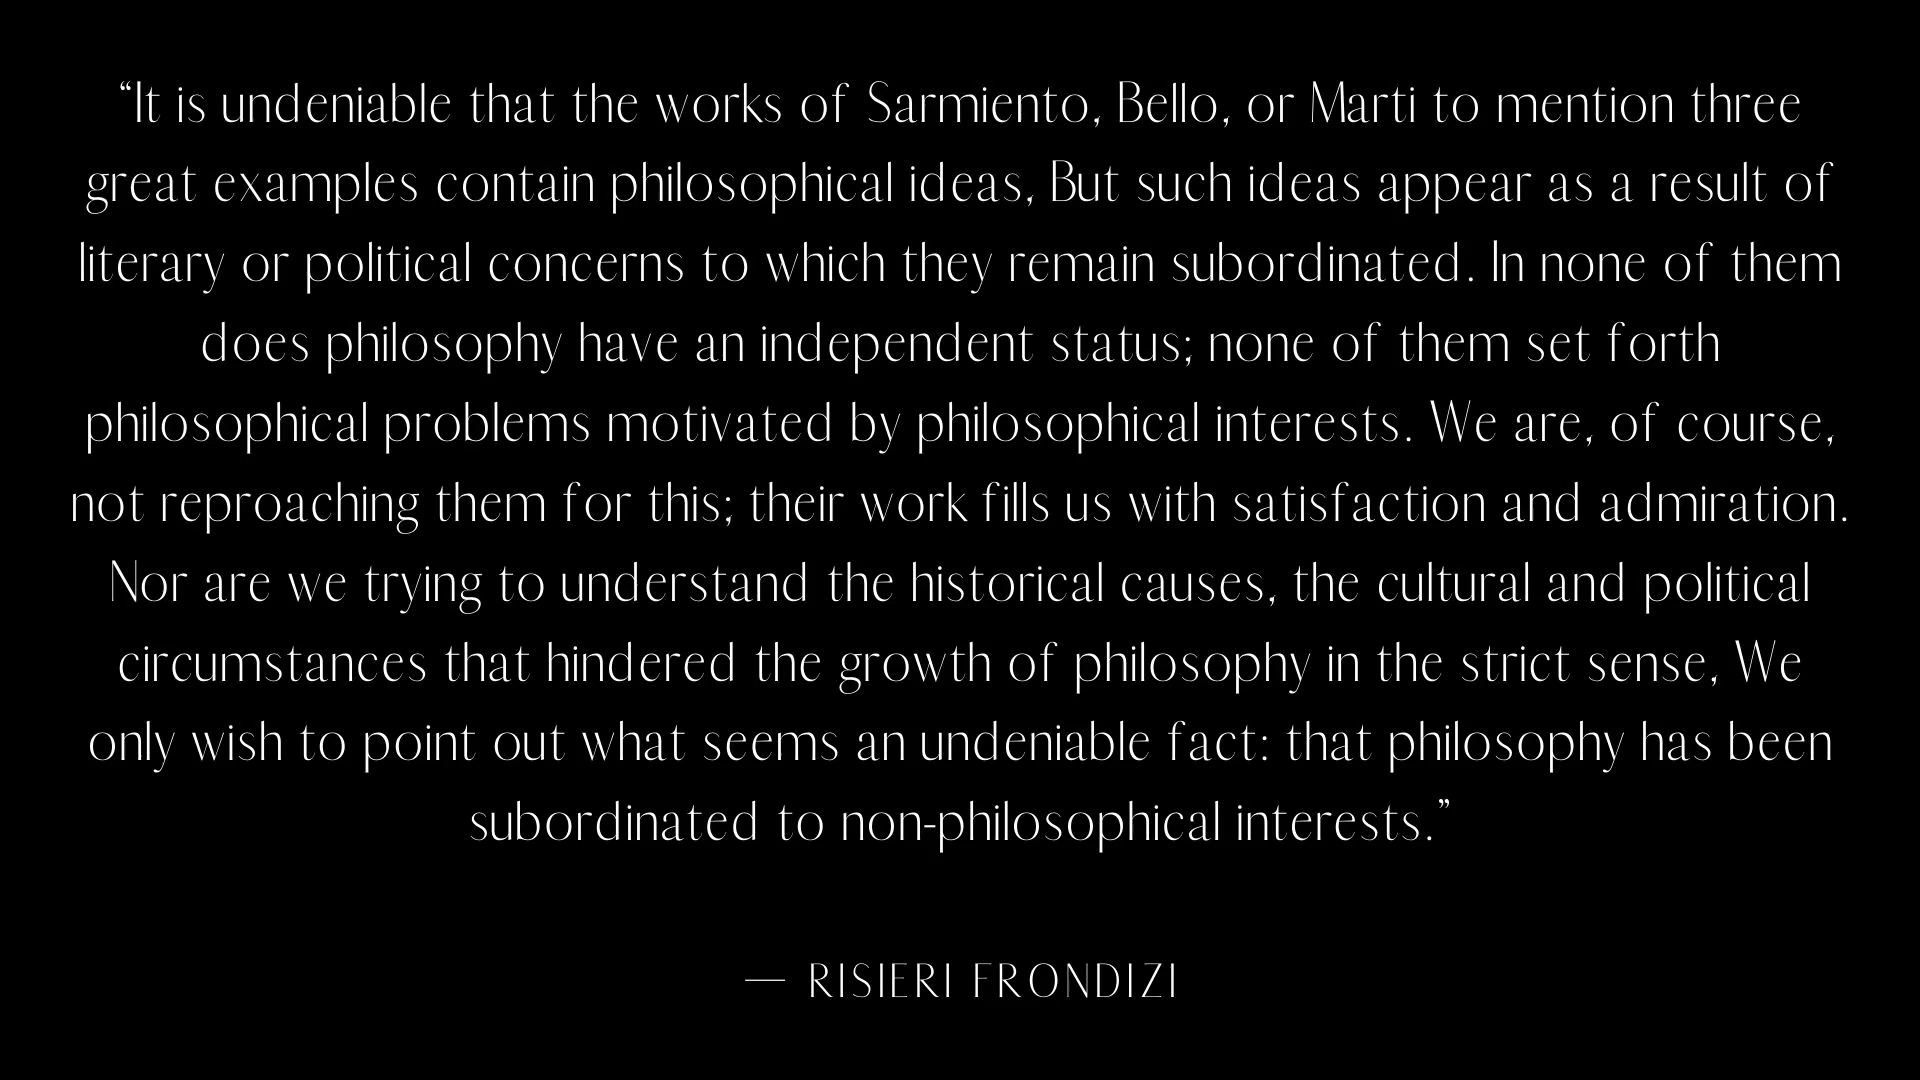 “It is undeniable that the works of Sarmiento, Bello, or Marti to mention three
great examples contain philosophical ideas, But such ideas appear as a result of
literary or political concerns to which they remain subordinated. In none of them
does philosophy have an independent status; none of them set forth
philosophical problems motivated by philosophical interests. We are, of course,
not reproaching them for this; their work fills us with satisfaction and admiration.
Nor are we trying to understand the historical causes, the cultural and political
circumstances that hindered the growth of philosophy in the strict sense, We
only wish to point out what seems an undeniable fact: that philosophy has been
subordinated to non-philosophical interests.”
— RISIERI FRONDIZI